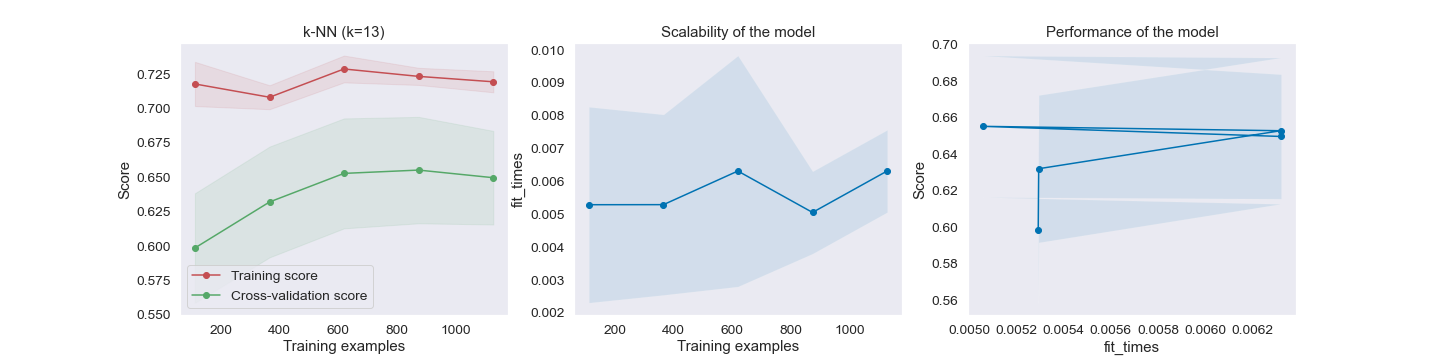 k-NN (k=13)
Score
0.725
0.700
0.675
0.650
0.625
0.600
0.575
0.550
Training score
Cross-validation score
200 400 600 800 1000
Training examples
Scalability of the model
fit_times
0.010
0.009
0.008
0.007
0.006
0.005
0.004
0.003
0.002
200 400 600 800 1000
Training examples
Performance of the model
Score
0.70
0.68
0.66
0.64
0.62
0.60
0.58
0.56
0.0050 0.0052 0.0054 0.0056 0.0058 0.0060 0.0062
fit_times